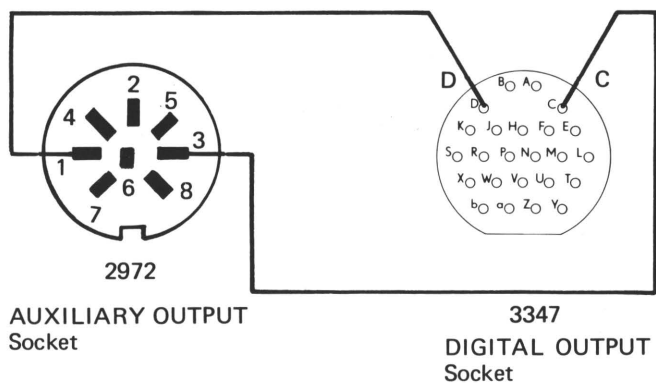 D C
B A
D C
K J H F E
S R P N M L
X W V U T
b a Z Y
2
4 5
1 3
6
7 8
2972
AUXILIARY OUTPUT
Socket
3347
DIGITAL OUTPUT
Socket